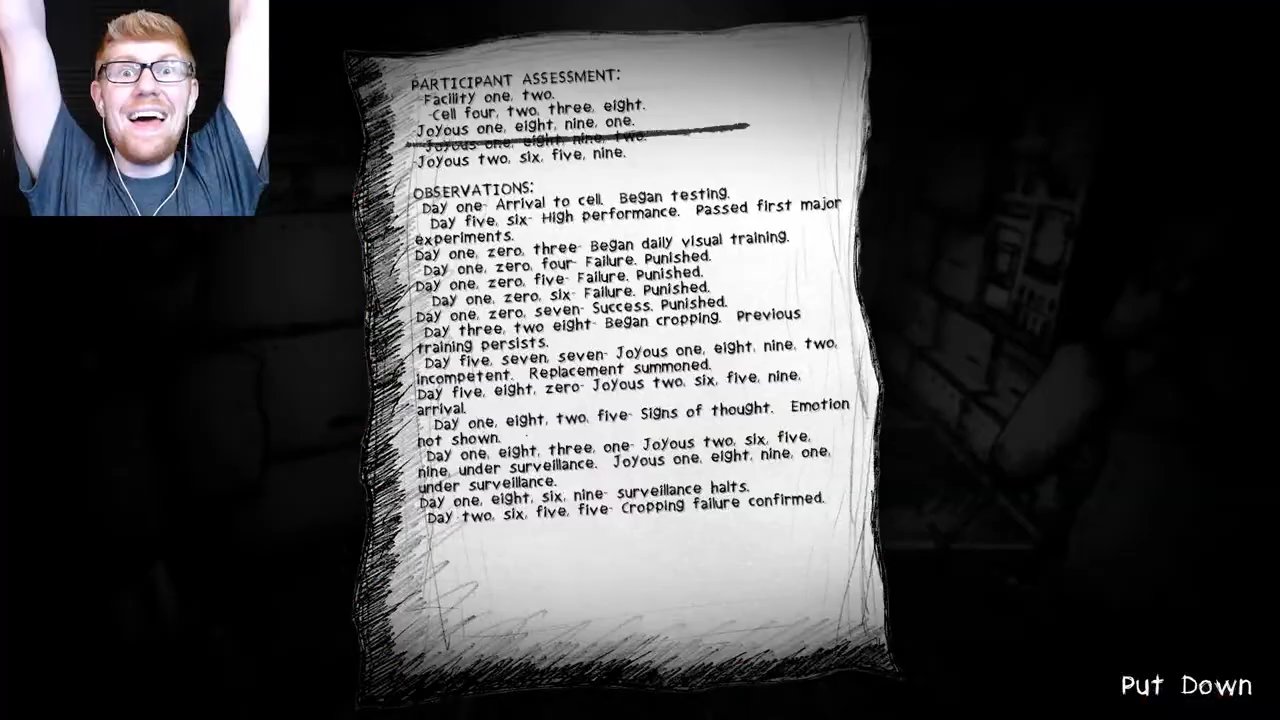 PARTICIPANT ASSESSMENT:
-Facility one, two.
-Cell four, two, three, eight.
Joyous one, eight, nine, one.
-Joyous one, eight, nine, two.
-Joyous two, six, five, nine.
OBSERVATIONS:
Day one- Arrival to cell. Began testing.
Day five, six- High performance. Passed first major
experiments.
Day one, zero, three- Began daily visual training.
Day one, zero, four- Failure. Punished.
Day one, zero, five- Failure. Punished.
Day one, zero, six- Failure. Punished.
Day one, zero, seven- Success. Punished.
Day three, two eight- Began cropping. Previous
training persists.
Day five, seven, seven- Joyous one, eight, nine, two,
incompetent. Replacement summoned.
Day five, eight, zero- Joyous two, six, five, nine,
arrival.
Day one, eight, two, five- Signs of thought. Emotion
not shown.
Day one, eight, three, one- Joyous two, six, five,
nine, under surveillance. Joyous one, eight, nine, one,
under surveillance.
Day one, eight, six, nine- surveillance halts.
Day two, six, five, five- Cropping failure confirmed.
Put Down